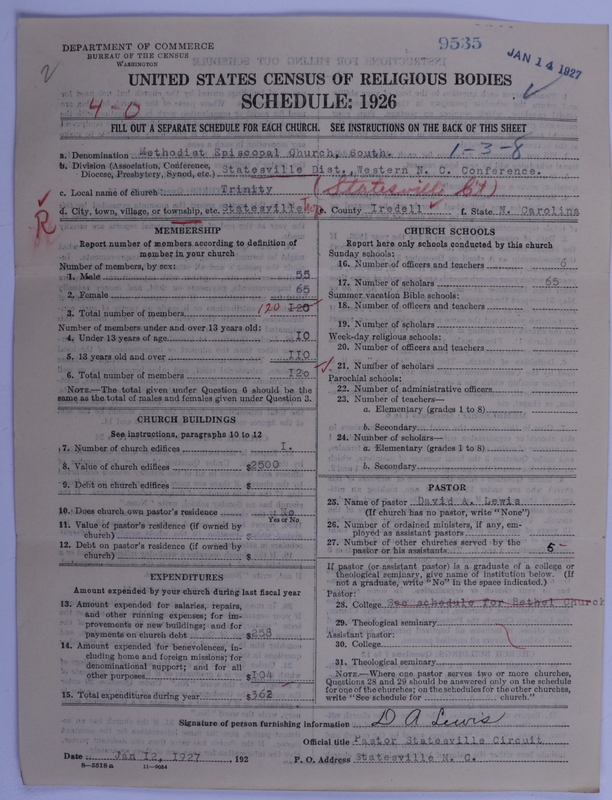 DEPARTMENT OF COMMERCE
BUREAU OF THE CENSUS
WASHINGTON
9535
JAN 14 1927
2
UNITED STATES CENSUS OF RELIGIOUS BODIES
SCHEDULE: 1926
4-0
FILL OUT A SEPARATE SCHEDULE FOR EACH CHURCH. SEE INSTRUCTIONS ON THE BACK OF THIS SHEET
1-3-8
a. Denomination Methodist Episcopal Church, South.
b. Division (Association, Conference, Diocese, Presbytery, Synod, etc.) Statesville Dist., Western N. C. Conference.
c. Local name of church Trinity (Statesville Ct)
R
d. City, town, village, or township, etc. Statesville Twp e. County Iredell f. State N. Carolina
MEMBERSHIP
Report number of members according to definition of
member in your church
Number of members, by sex:
1. Male 55
2. Female 65
3. Total number of members 120 120
Number of members under and over 13 years old:
4. Under 13 years of age 10
5. 13 years old and over 110
6. Total number of members 120
NOTE.—The total given under Question 6 should be the
same as the total of males and females given under Question 3.
CHURCH BUILDINGS
See instructions, paragraphs 10 to 12
7. Number of church edifices 1.
8. Value of church edifices $2500
9. Debt on church edifices $
10. Does church own pastor's residence No
Yes or No
11. Value of pastor's residence (if owned by
church) $
12. Debt on pastor's residence (if owned by
church)
EXPENDITURES
Amount expended by your church during last fiscal year
13. Amount expended for salaries, repairs,
and other running expenses; for im-
provements or new buildings; and for
payments on church debt $258
14. Amount expended for benevolences, in-
cluding home and foreign missions; for
denominational support; and for all
other purposes $104
15. Total expenditures during year $362
CHURCH SCHOOLS
Report here only schools conducted by this church
Sunday schools:
16. Number of officers and teachers 6
17. Number of scholars 65
Summer vacation Bible schools:
18. Number of officers and teachers
19. Number of scholars
Week-day religious schools:
20. Number of officers and teachers
21. Number of scholars
Parochial schools:
22. Number of administrative officers
23. Number of teachers—
a. Elementary (grades 1 to 8)
b. Secondary
24. Number of scholars—
a. Elementary (grades 1 to 8)
b. Secondary
PASTOR
25. Name of pastor David A. Lewis
(If church has no pastor, write "None")
26. Number of ordained ministers, if any, em-
ployed as assistant pastors
27. Number of other churches served by the
pastor or his assistants 5
If pastor (or assistant pastor) is a graduate of a college or
theological seminary, give name of institution below. (If
not a graduate, write "No" in the space indicated.)
Pastor:
28. College See schedule for Bethel Church
29. Theological seminary
Assistant pastor:
30. College
31. Theological seminary
NOTE.—Where one pastor serves two or more churches,
Questions 28 and 29 should be answered only on the schedule
for one of the churches; on the schedules for the other churches,
write "See schedule for church."
Signature of person furnishing information D A Lewis
Official title Pastor Statesville Circuit
Date Jan 12, 1927, 192 P. O. Address Statesville N. C.
8-5518a 11-9054